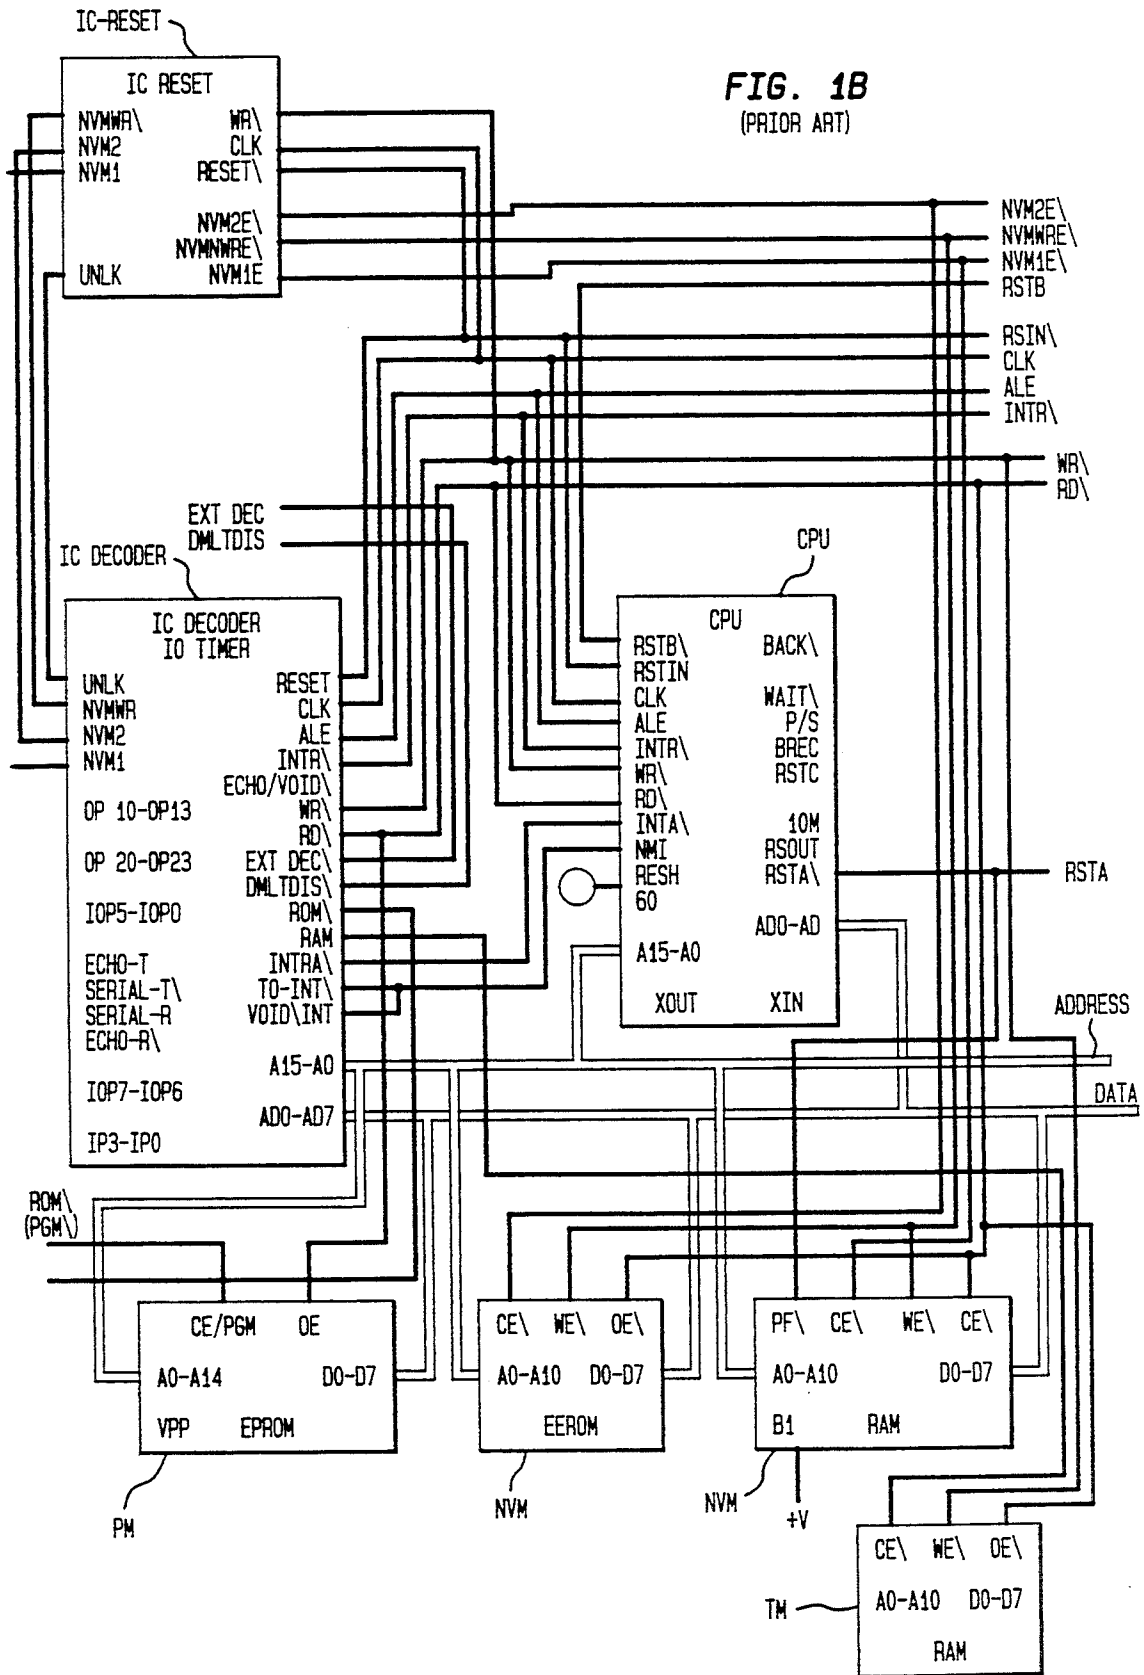 IC-RESET
FIG. 1B
(PRIOR ART)
IC RESET
NVMWR\ WR\
NVM2 CLK
NVM1 RESET\
NVM2E\
NVMNWRE\
UNLK NVM1E
NVM2E\
NVMWRE\
NVM1E\
RSTB
RSIN\
CLK
ALE
INTR\
WR\
RD\
EXT DEC
DMLTDIS
IC DECODER
IC DECODER
IO TIMER
UNLK RESET
NVMWR CLK
NVM2 ALE
NVM1 INTR\
ECHO/VOID\
OP 10-OP13 WR\
RD\
OP 20-OP23 EXT DEC\
DMLTDIS\
IOP5-IOP0 ROM\
RAM
ECHO-T INTRA\
SERIAL-T\ TO-INT\
SERIAL-R VOID\INT
ECHO-R\
A15-A0
IOP7-IOP6
AD0-AD7
IP3-IP0
CPU
CPU
RSTB\ BACK\
RSTIN
CLK WAIT\
ALE P/S
INTR\ BREC
WR\ RSTC
RD\
INTA\ 10M
NMI RSOUT
RESH RSTA\
60
AD0-AD
A15-A0
XOUT XIN
RSTA
ADDRESS
DATA
ROM\
(PGM\)
CE/PGM OE
A0-A14 D0-D7
VPP EPROM
PM
CE\ WE\ OE\
A0-A10 D0-D7
EEROM
NVM
PF\ CE\ WE\ CE\
A0-A10 D0-D7
B1 RAM
NVM
+V
CE\ WE\ OE\
A0-A10 D0-D7
RAM
TM